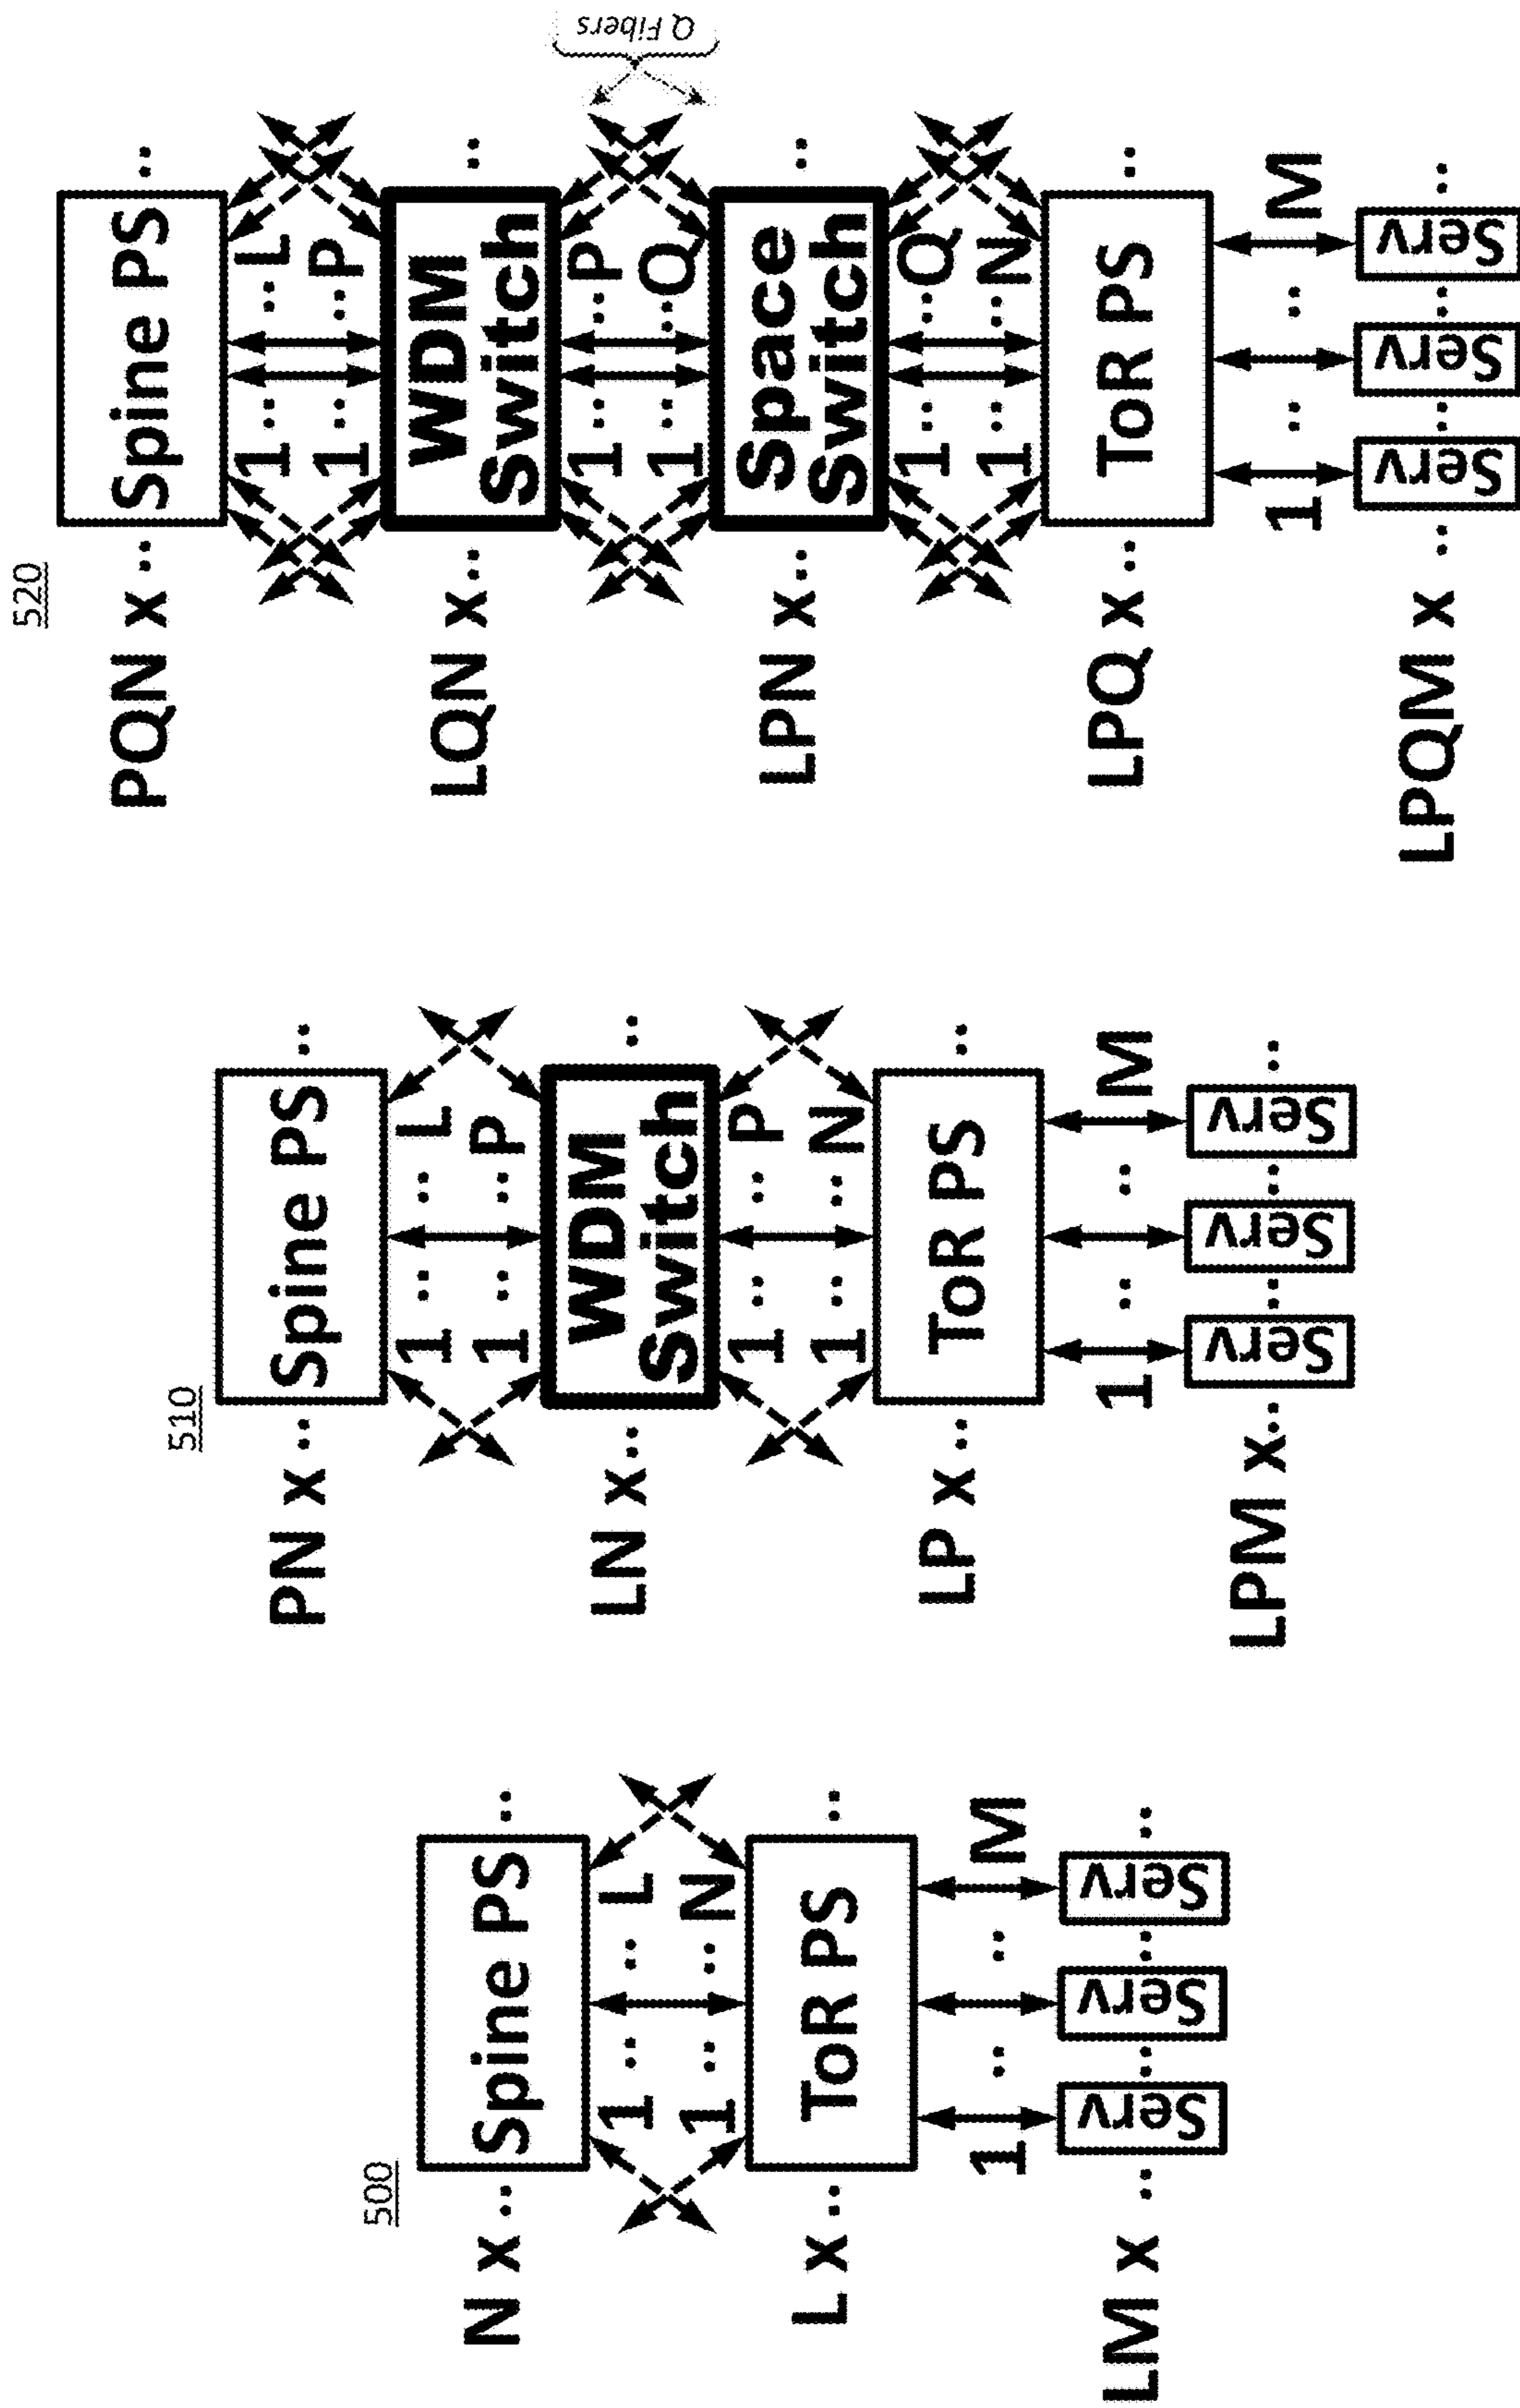 500
N x .. Spine PS ..
1 .. .. L
1 .. .. N
L x .. ToR PS ..
1 .. .. M
LM x .. Serv .. Serv .. Serv ..
510
PN x .. Spine PS ..
1 .. .. L
1 .. .. P
LN x .. WDM ..
Switch
1 .. .. P
1 .. .. N
LP x .. ToR PS ..
1 .. .. M
LPM x .. Serv .. Serv .. Serv ..
520
PQN x .. Spine PS ..
1 .. .. L
1 .. .. P
LQN x .. WDM ..
Switch
1 .. .. P
1 .. .. Q
Q Fibers
LPN x .. Space ..
Switch
1 .. .. Q
1 .. .. N
LPQ x .. ToR PS ..
1 .. .. M
LPQM x .. Serv .. Serv .. Serv ..